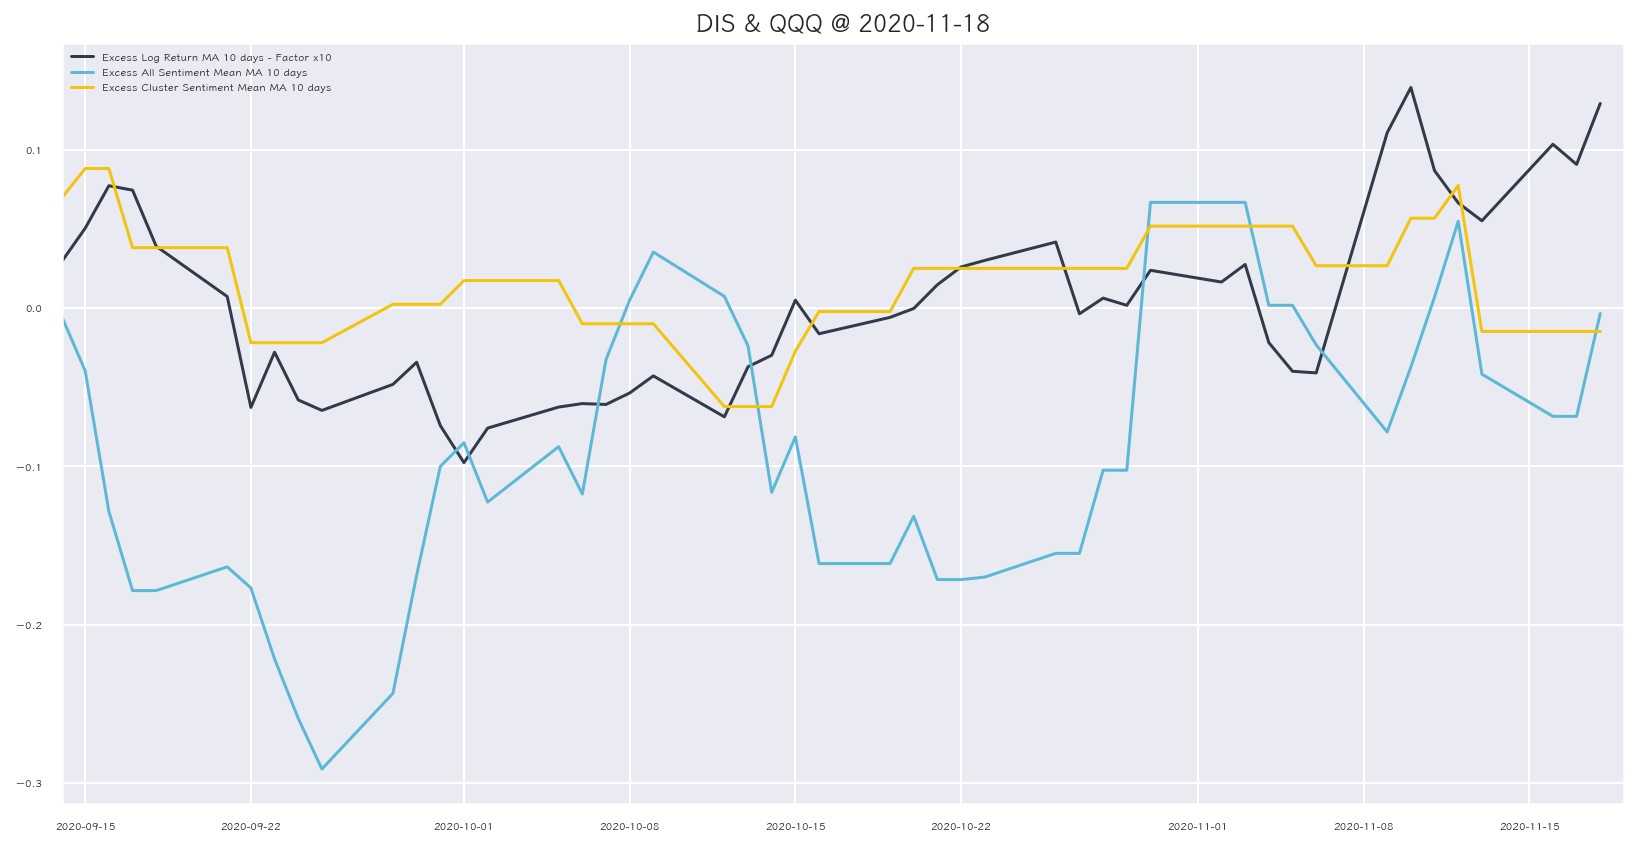 DIS & QQQ @ 2020-11-18
Excess Log Return MA 10 days - Factor x10
Excess All Sentiment Mean MA 10 days
Excess Cluster Sentiment Mean MA 10 days
0.1
0.0
−0.1
−0.2
−0.3
2020-09-15 2020-09-22 2020-10-01 2020-10-08 2020-10-15 2020-10-22 2020-11-01 2020-11-08 2020-11-15